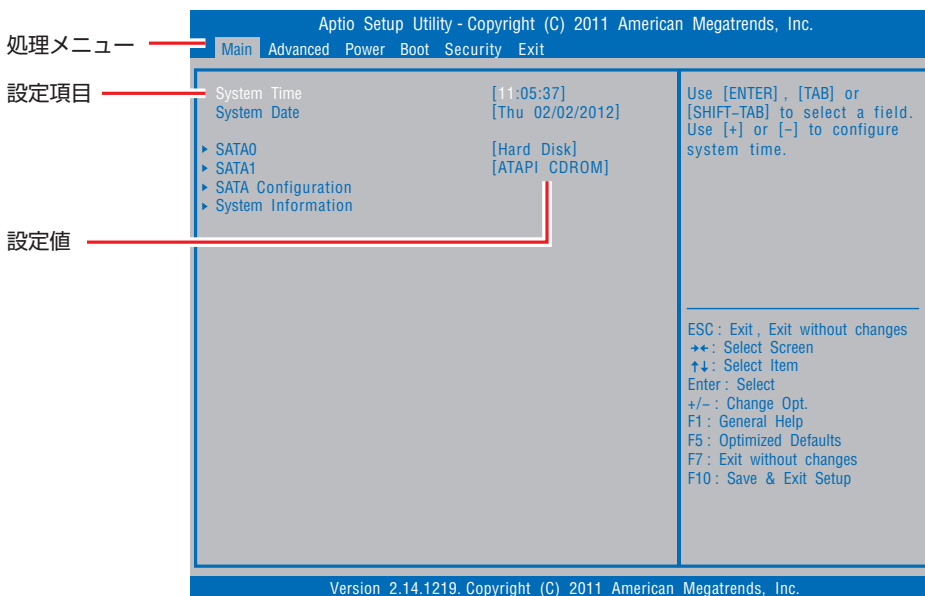 Aptio Setup Utility - Copyright (C) 2011 American Megatrends, Inc.
処理メニュー
Main Advanced Power Boot Security Exit
設定項目
System Time [11:05:37]
System Date [Thu 02/02/2012]
▶ SATA0 [Hard Disk]
▶ SATA1 [ATAPI CDROM]
▶ SATA Configuration
▶ System Information
設定値
Use [ENTER] , [TAB] or
[SHIFT-TAB] to select a field.
Use [+] or [-] to configure
system time.
ESC : Exit , Exit without changes
→← : Select Screen
↑↓ : Select Item
Enter : Select
+/- : Change Opt.
F1 : General Help
F5 : Optimized Defaults
F7 : Exit without changes
F10 : Save & Exit Setup
Version 2.14.1219. Copyright (C) 2011 American Megatrends, Inc.